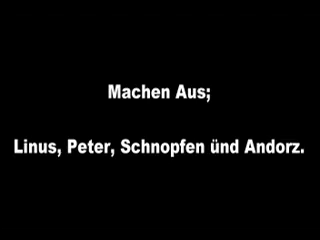 Machen Aus;
Linus, Peter, Schnopfen ünd Andorz.